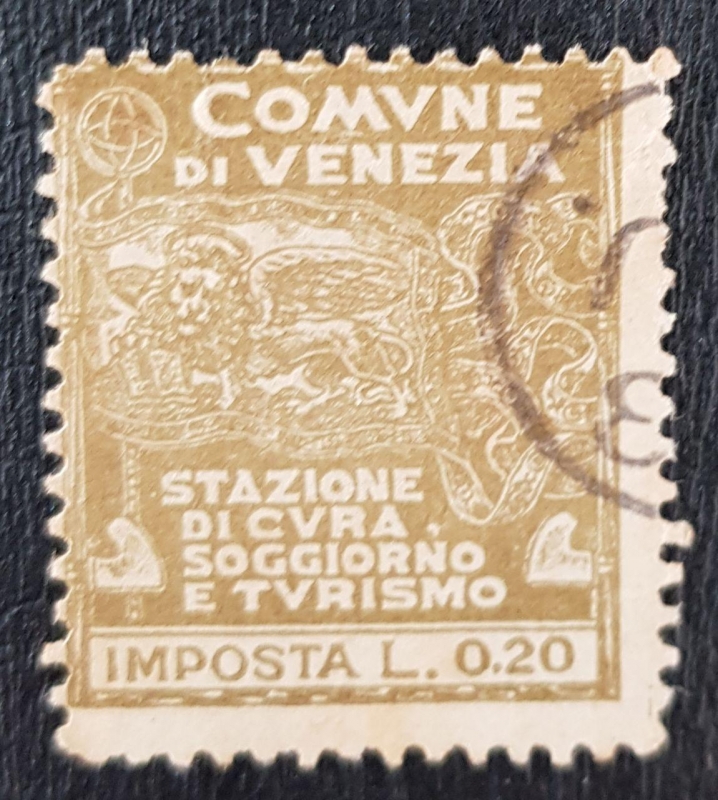 COMVNE
DI VENEZIA
STAZIONE
DI CVRA .
SOGGIORNO
E TVRISMO
IMPOSTA L. 0.20